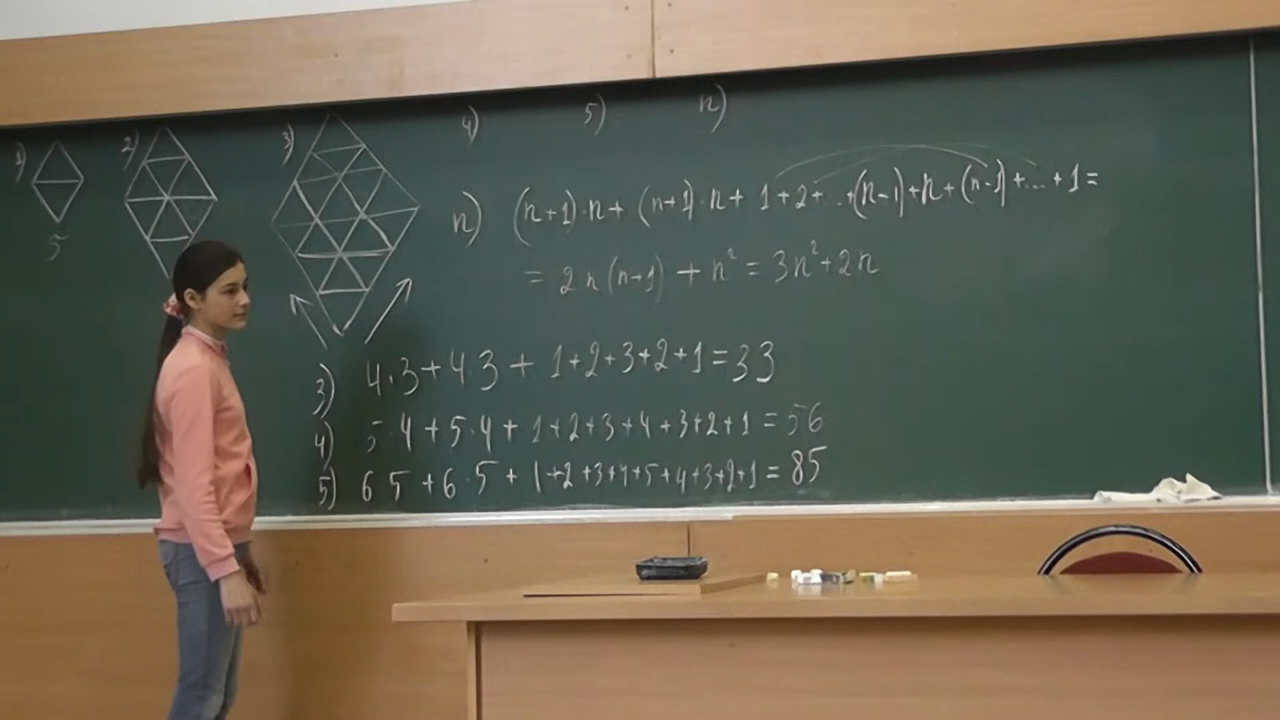 1) 2) 3) 4) 5) n)
5
n) (n+1)·n + (n+1)·n + 1+2+...+(n-1)+n+(n-1)+...+1=
= 2n(n+1) + n² = 3n²+2n
3) 4·3+4 3 + 1+2+3+2+1=33
4) 5·4+5·4+1+2+3+4+3+2+1=56
5) 6 5+6·5+1+2+3+4+5+4+3+2+1=85